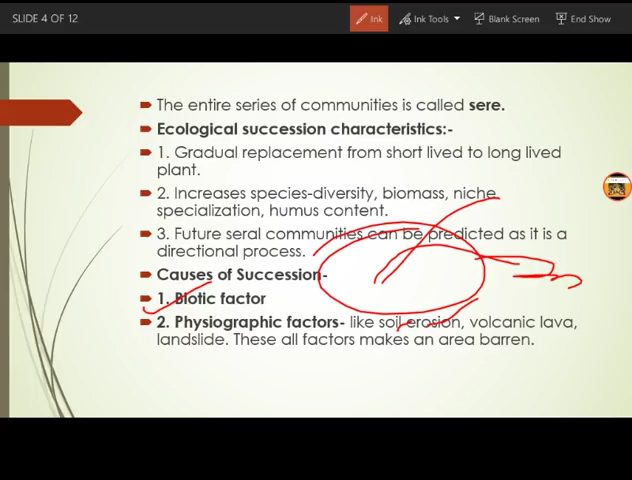 SLIDE 4 OF 12
Ink
Ink Tools
Blank Screen
End Show
The entire series of communities is called sere.
Ecological succession characteristics:-
1. Gradual replacement from short lived to long lived
plant.
2. Increases species-diversity, biomass, niche
specialization, humus content.
3. Future seral communities can be predicted as it is a
directional process.
Causes of Succession-
1. Biotic factor
2. Physiographic factors- like soil erosion, volcanic lava,
landslide. These all factors makes an area barren.